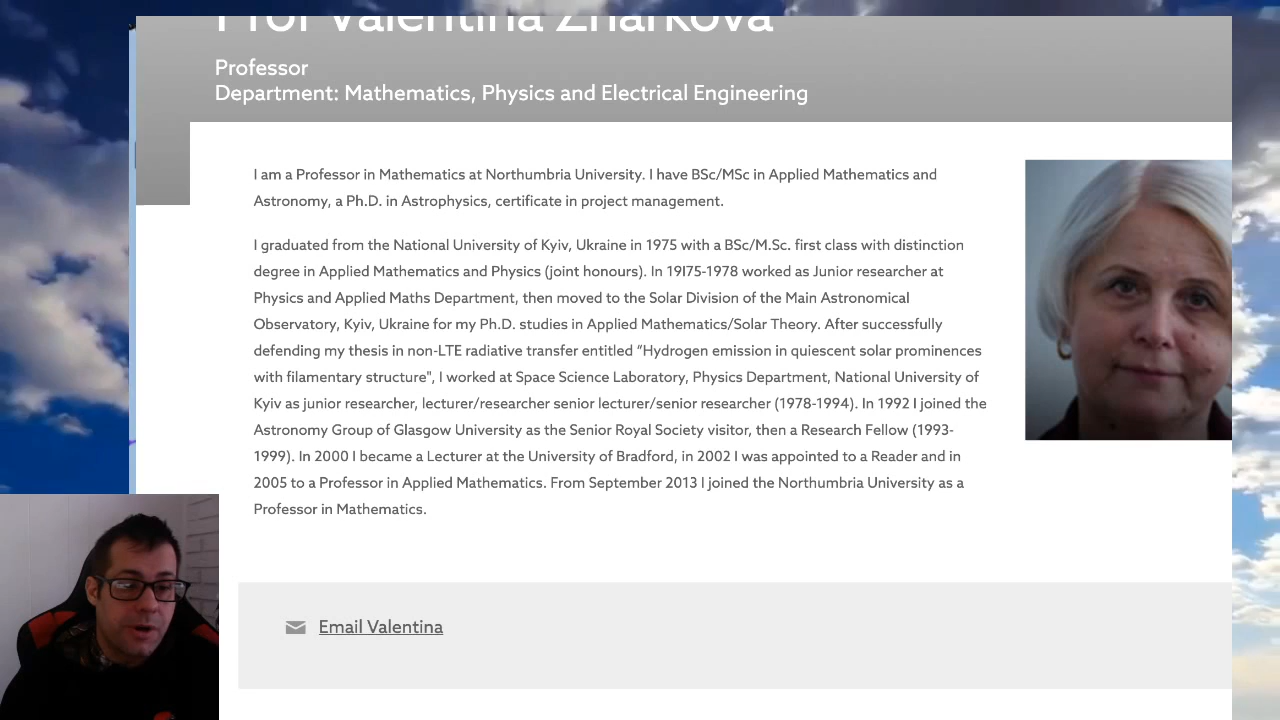 Prof Valentina Zharkova
Professor
Department: Mathematics, Physics and Electrical Engineering
I am a Professor in Mathematics at Northumbria University. I have BSc/MSc in Applied Mathematics and
Astronomy, a Ph.D. in Astrophysics, certificate in project management.
I graduated from the National University of Kyiv, Ukraine in 1975 with a BSc/M.Sc. first class with distinction
degree in Applied Mathematics and Physics (joint honours). In 19I75-1978 worked as Junior researcher at
Physics and Applied Maths Department, then moved to the Solar Division of the Main Astronomical
Observatory, Kyiv, Ukraine for my Ph.D. studies in Applied Mathematics/Solar Theory. After successfully
defending my thesis in non-LTE radiative transfer entitled “Hydrogen emission in quiescent solar prominences
with filamentary structure", I worked at Space Science Laboratory, Physics Department, National University of
Kyiv as junior researcher, lecturer/researcher senior lecturer/senior researcher (1978-1994). In 1992 I joined the
Astronomy Group of Glasgow University as the Senior Royal Society visitor, then a Research Fellow (1993-
1999). In 2000 I became a Lecturer at the University of Bradford, in 2002 I was appointed to a Reader and in
2005 to a Professor in Applied Mathematics. From September 2013 I joined the Northumbria University as a
Professor in Mathematics.
Email Valentina